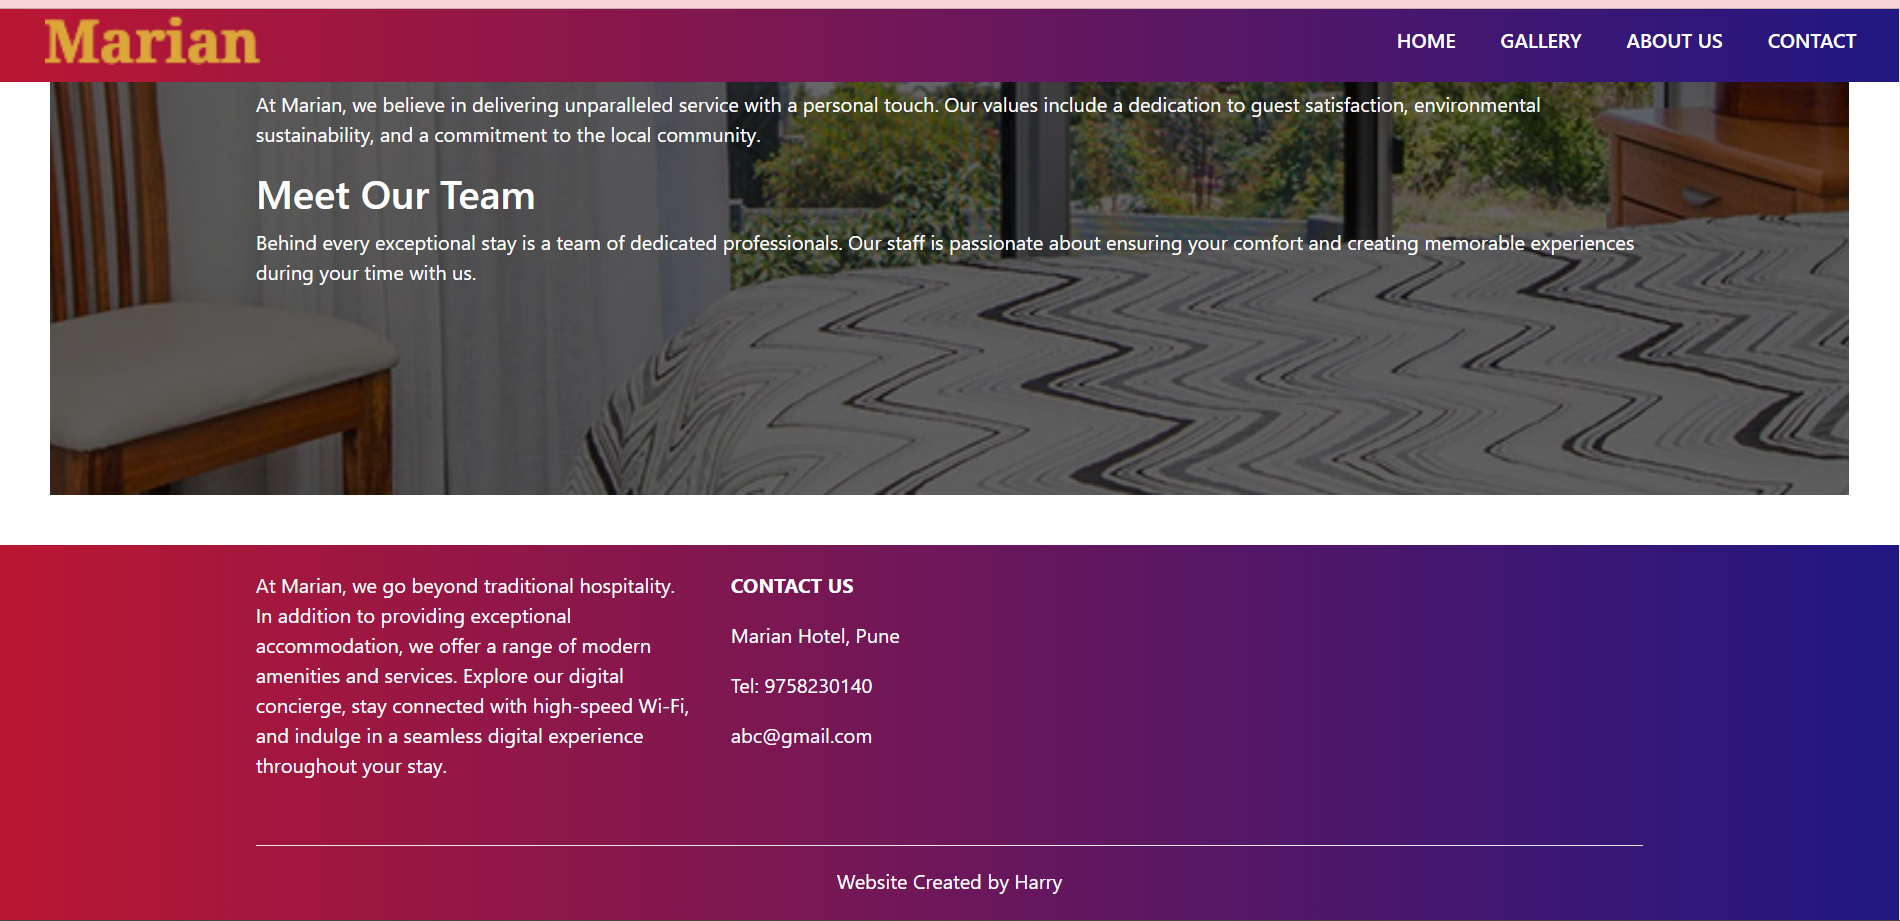 Marian
HOME GALLERY ABOUT US CONTACT
At Marian, we believe in delivering unparalleled service with a personal touch. Our values include a dedication to guest satisfaction, environmental
sustainability, and a commitment to the local community.
Meet Our Team
Behind every exceptional stay is a team of dedicated professionals. Our staff is passionate about ensuring your comfort and creating memorable experiences
during your time with us.
At Marian, we go beyond traditional hospitality.
In addition to providing exceptional
accommodation, we offer a range of modern
amenities and services. Explore our digital
concierge, stay connected with high-speed Wi-Fi,
and indulge in a seamless digital experience
throughout your stay.
CONTACT US
Marian Hotel, Pune
Tel: 9758230140
abc@gmail.com
Website Created by Harry